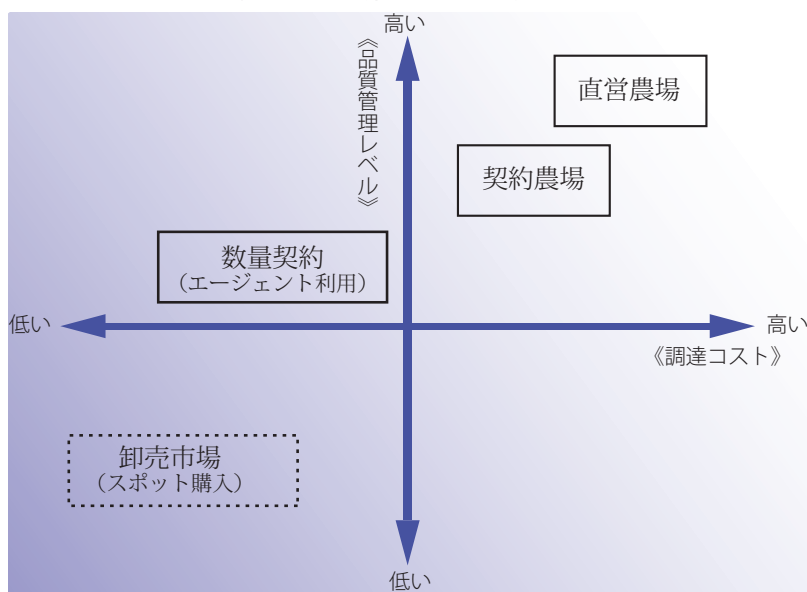 高い
《品質管理レベル》
直営農場
契約農場
数量契約
（エージェント利用）
低い
高い
《調達コスト》
卸売市場
（スポット購入）
低い